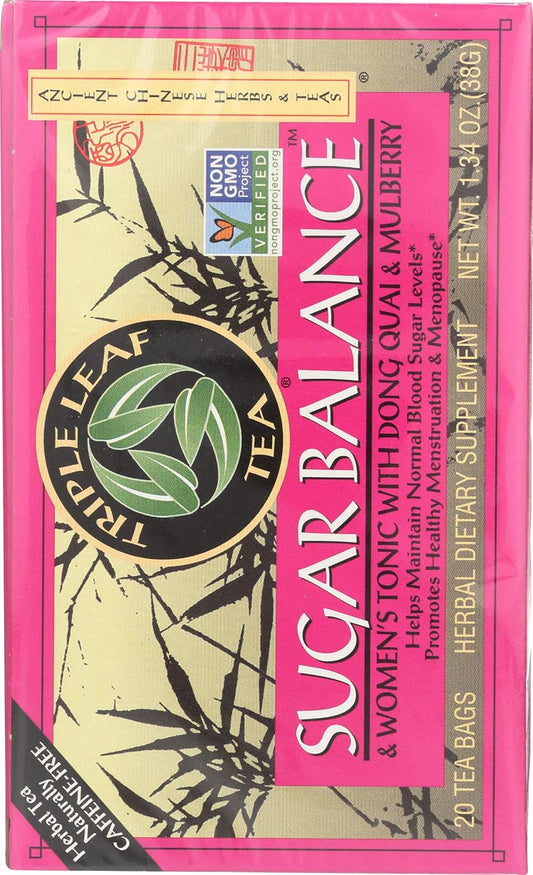 Herbal Tea
Naturally
CAFFEINE-FREE
TRIPLE LEAF
TEA®
ANCIENT CHINESE HERBS & TEAS
NON
GMO
Project
VERIFIED
nongmoproject.org
SUGAR BALANCE™
& WOMEN'S TONIC WITH DONG QUAI & MULBERRY®
Helps Maintain Normal Blood Sugar Levels*
Promotes Healthy Menstruation & Menopause*
20 TEA BAGS HERBAL DIETARY SUPPLEMENT NET WT. 1.34 OZ. (38G)